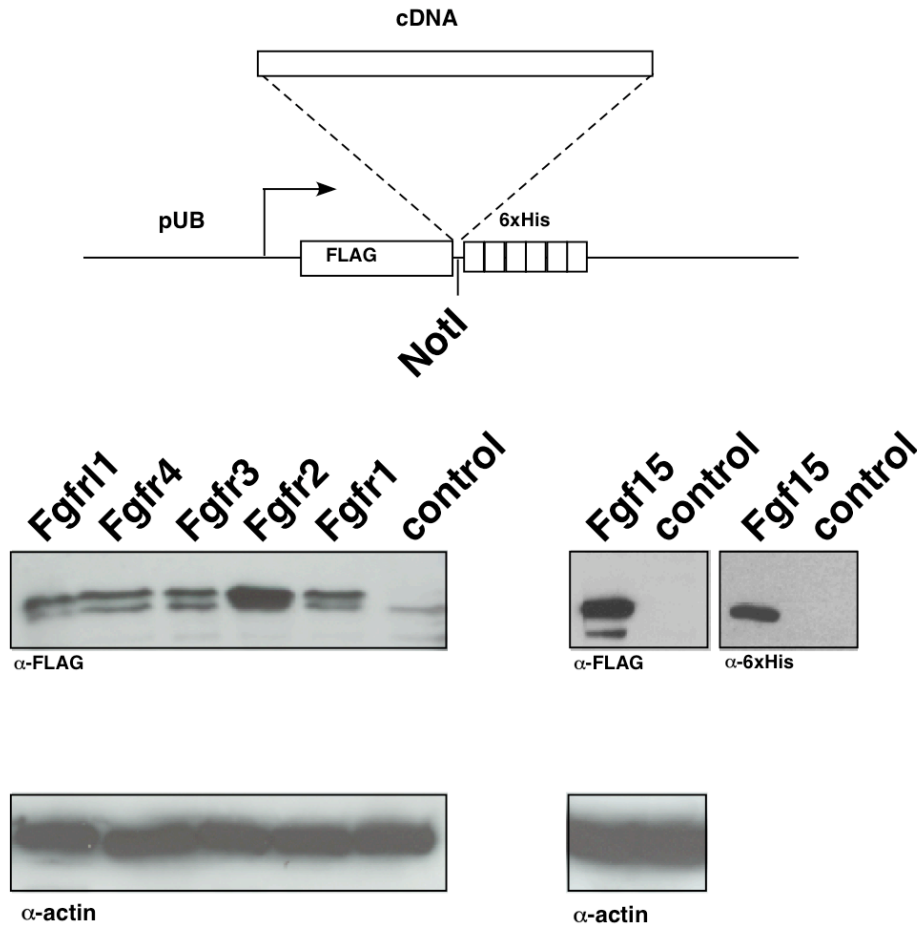 cDNA
pUB
6xHis
FLAG
NotI
Fgfrl1 Fgfr4 Fgfr3 Fgfr2 Fgfr1 control
Fgf15 control Fgf15 control
α-FLAG
α-FLAG
α-6xHis
α-actin
α-actin